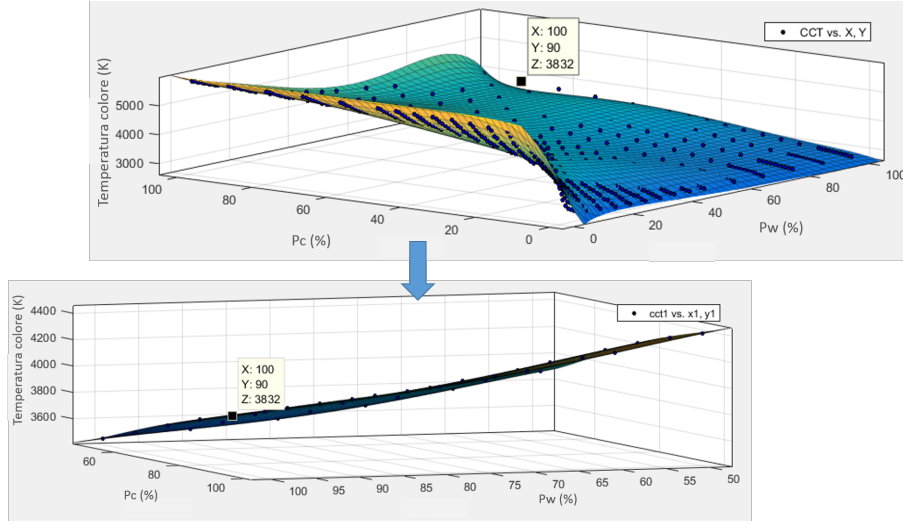 X: 100
Y: 90
Z: 3832
CCT vs. X, Y
Temperatura colore (K)
5000
4000
3000
100
80
60
40
20
0
Pc (%)
0
20
40
60
80
100
Pw (%)
cct1 vs. x1, y1
X: 100
Y: 90
Z: 3832
Temperatura colore (K)
4400
4200
4000
3800
3600
60
80
100
Pc (%)
100
95
90
85
80
75
70
65
60
55
50
Pw (%)